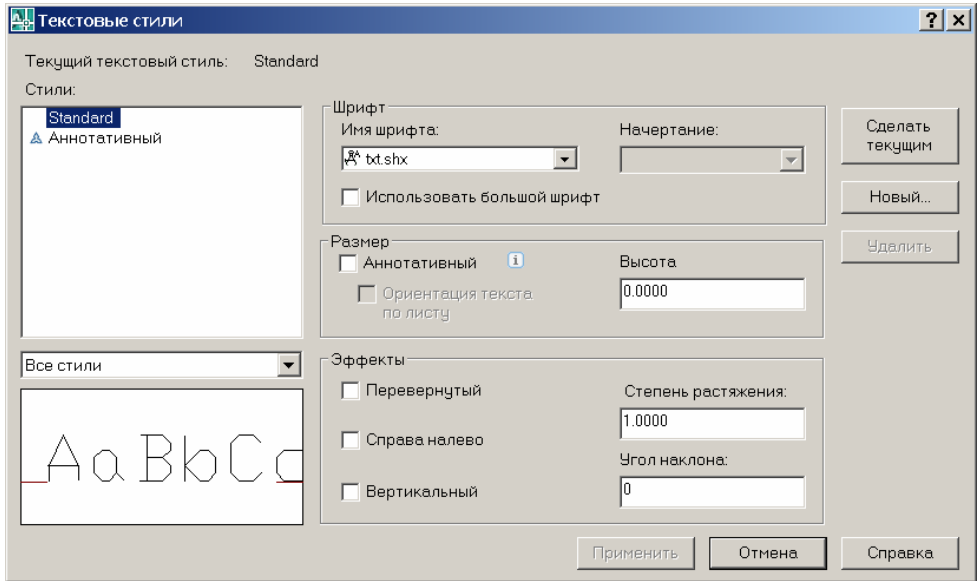 Текстовые стили
Текущий текстовый стиль: Standard
Стили:
Standard
Аннотативный
Все стили
AaBbCc
Шрифт
Имя шрифта:
txt.shx
Начертание:
Использовать большой шрифт
Размер
Аннотативный
Ориентация текста
по листу
Высота
0.0000
Эффекты
Перевернутый
Справа налево
Вертикальный
Степень растяжения:
1.0000
Угол наклона:
0
Сделать
текущим
Новый...
Удалить
Применить
Отмена
Справка